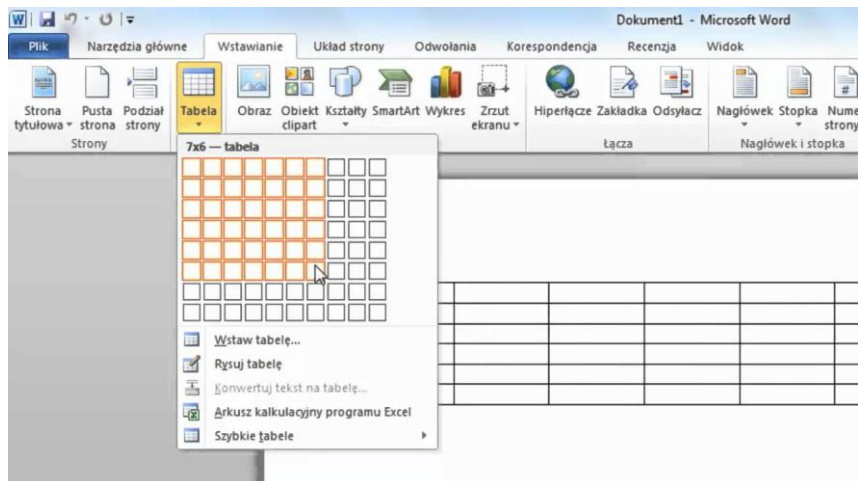 Dokument1 - Microsoft Word
Plik Narzędzia główne Wstawianie Układ strony Odwołania Korespondencja Recenzja Widok
Strona tytułowa
Pusta strona
Podział strony
Tabela
Obraz
Obiekt clipart
Kształty
SmartArt
Wykres
Zrzut ekranu
Hiperłącze
Zakładka
Odsyłacz
Nagłówek
Stopka
Nume
strony
Strony
Łącza
Nagłówek i stopka
7x6 — tabela
Wstaw tabelę...
Rysuj tabelę
Konwertuj tekst na tabelę...
Arkusz kalkulacyjny programu Excel
Szybkie tabele